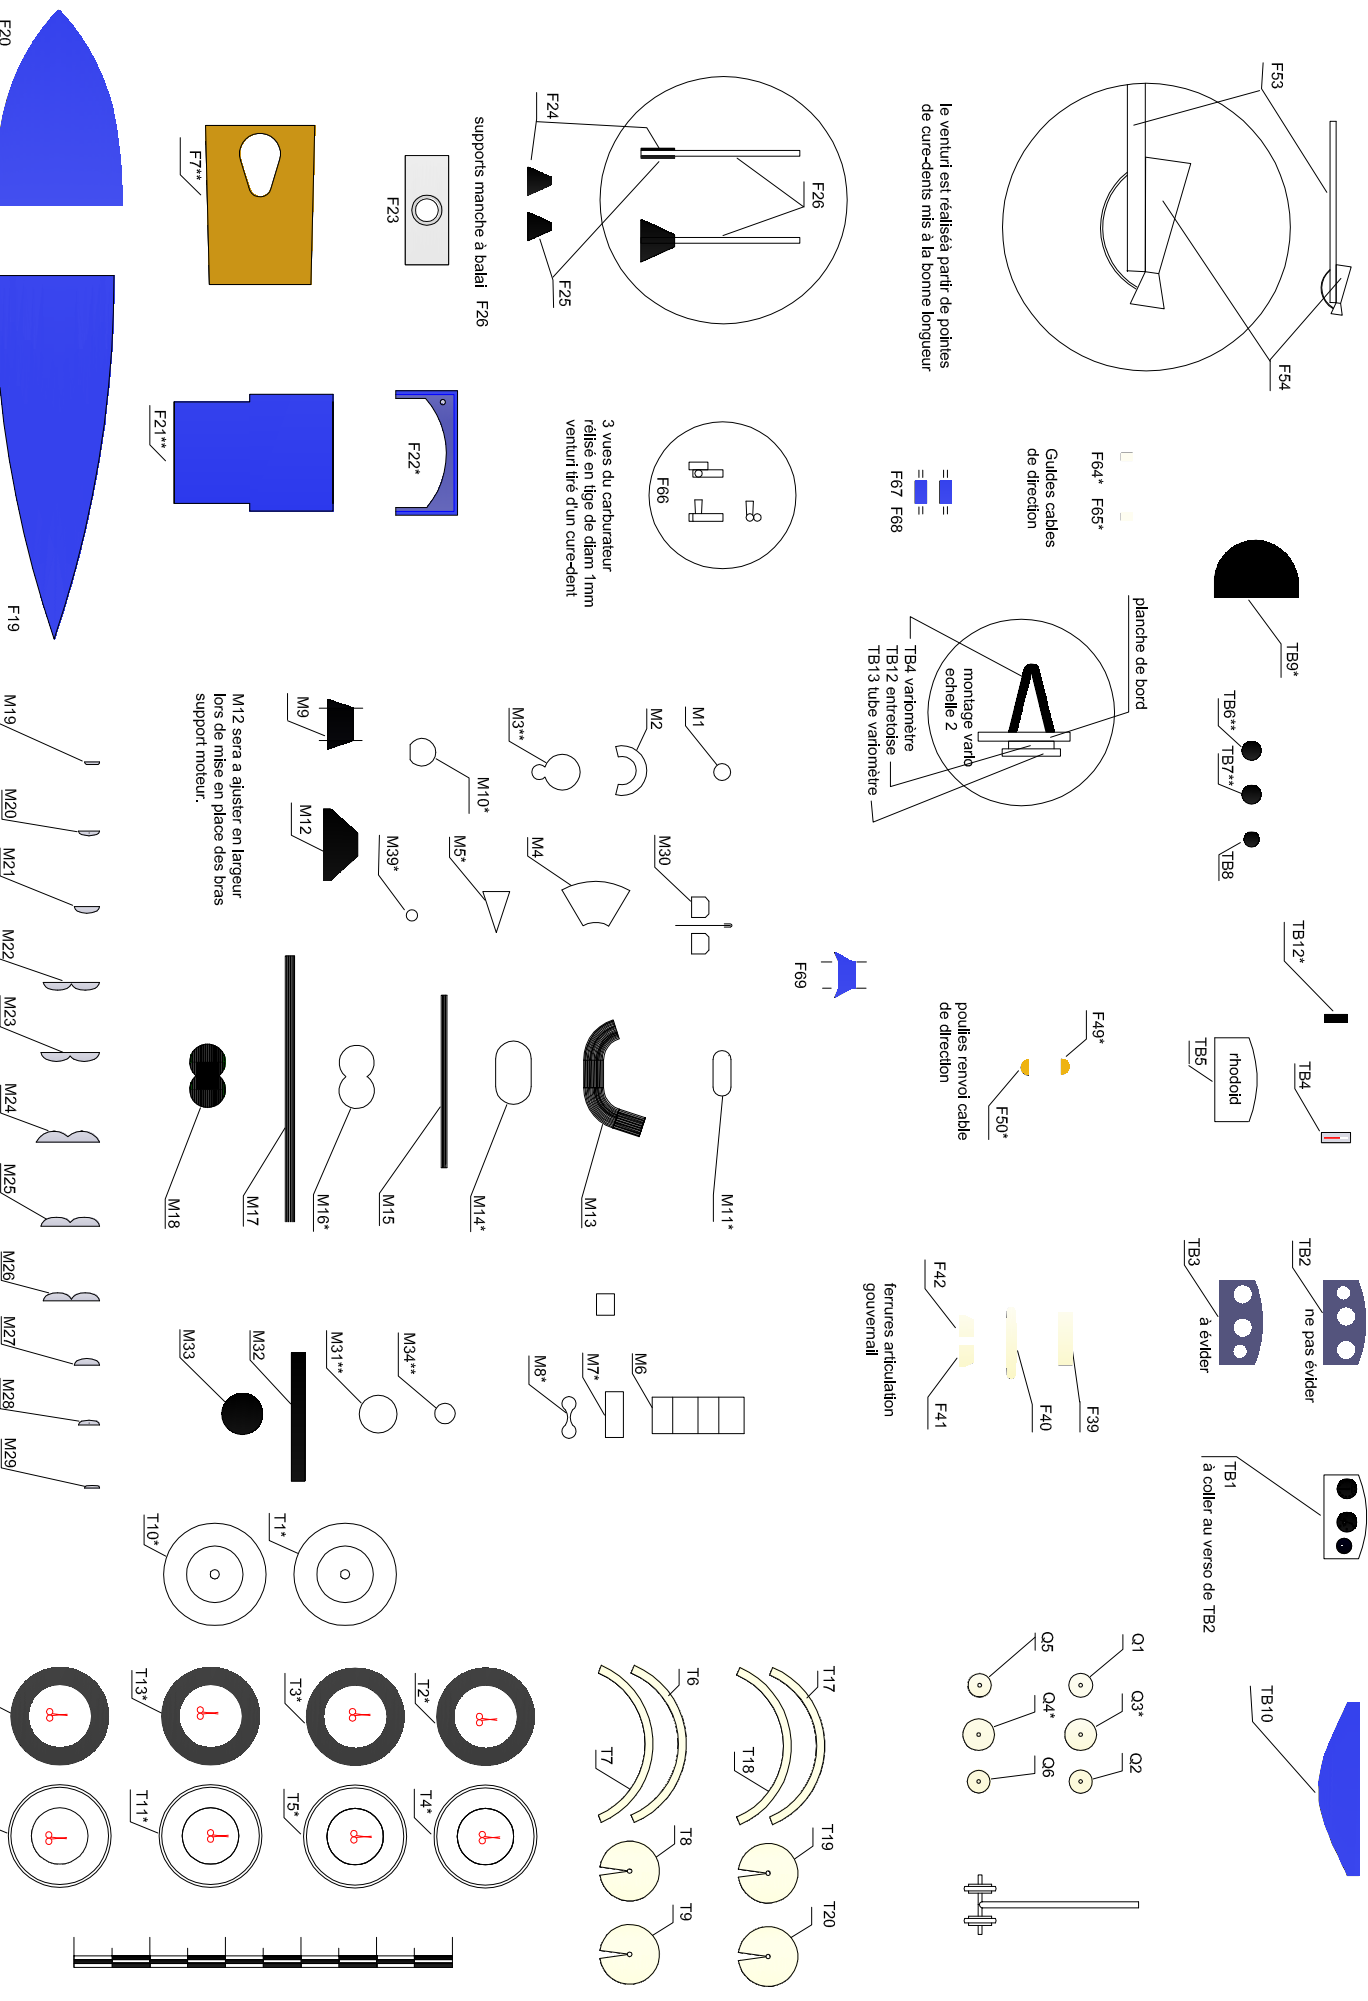 F53
F54
le venturi est réaliséà partir de pointes
de cure-dents mis à la bonne longueur
F26
F24
F25
supports manche à balai F26
F23
F7**
F20
TB9*
F64* F65*
Guides cables
de direction
F67 F68
planche de bord
montage vario
echelle 2
TB4 variomètre
TB12 entretoise
TB13 tube variomètre
F66
3 vues du carburateur
rélisé en tige de diam 1mm
venturi tiré d'un cure-dent
F22*
F21**
F19
TB6**
TB7**
TB8
M1
M2
M3**
M10*
M9
M12
M12 sera a ajuster en largeur
lors de mise en place des bras
support moteur.
M30
M4
M5*
M39*
F69
TB12*
TB4
rhodoid
TB5
F49*
F50*
poulies renvoi cable
de direction
M11*
M13
M14*
M15
M16*
M17
M18
TB2
ne pas évider
TB3
à évider
F39
F40
F42
F41
ferrures articulation
gouvernail
M6
M7*
M8*
M34**
M31**
M32
M33
M19
M20
M21
M22
M23
M24
M25
M26
M27
M28
M29
TB1
à coller au verso de TB2
TB10
Q1
Q3*
Q2
Q5
Q4*
Q6
T1*
T10*
T17
T18
T6
T7
T19
T20
T8
T9
T2*
T3*
T13*
T4*
T5*
T11*